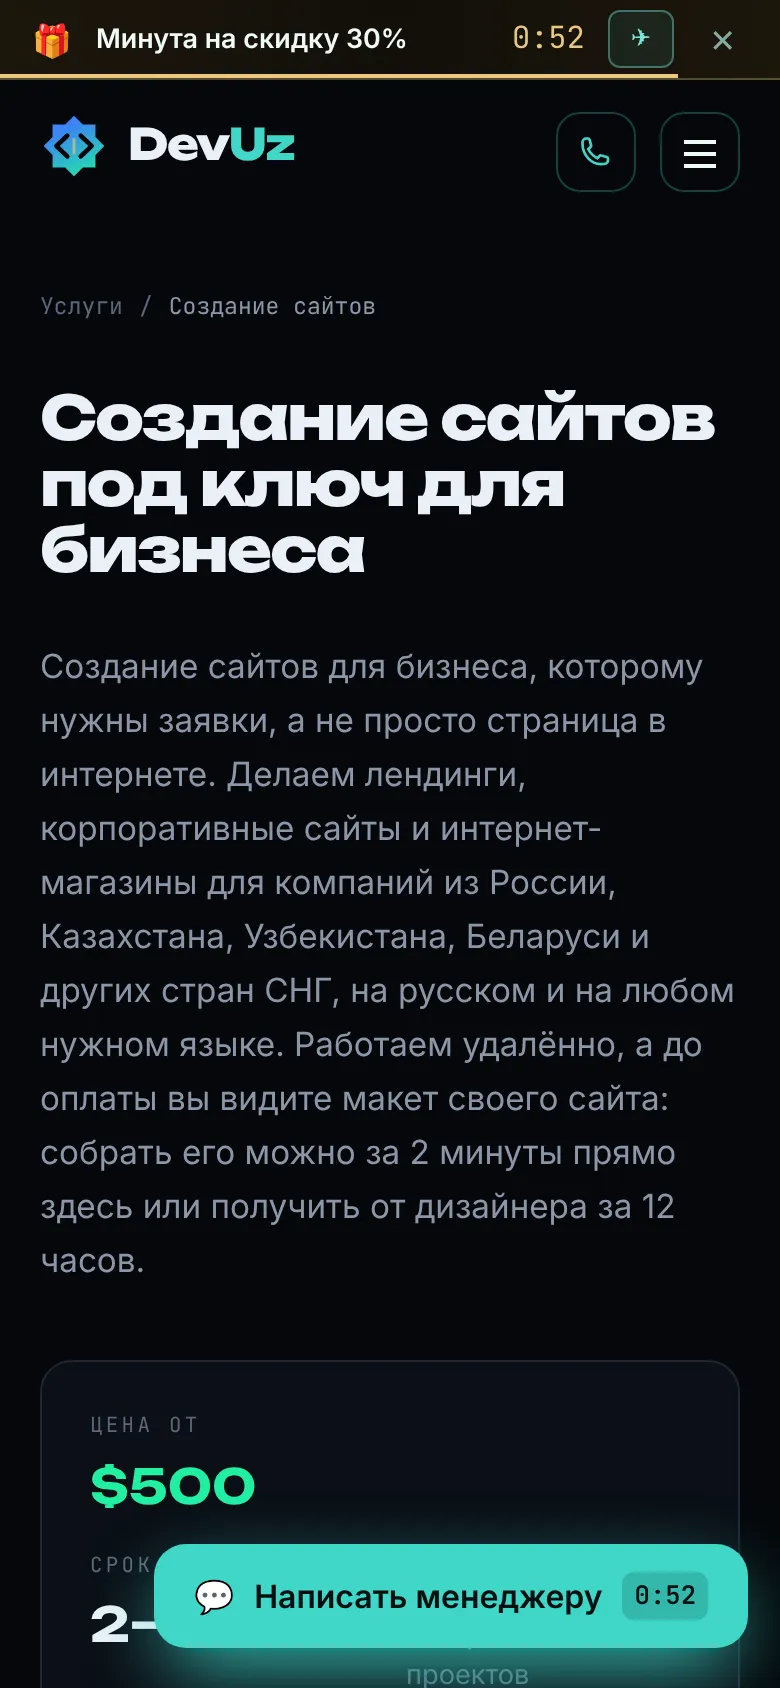 Минута на скидку 30%
0:52
DevUz
Услуги / Создание сайтов
Создание сайтов
под ключ для
бизнеса
Создание сайтов для бизнеса, которому
нужны заявки, а не просто страница в
интернете. Делаем лендинги,
корпоративные сайты и интернет-
магазины для компаний из России,
Казахстана, Узбекистана, Беларуси и
других стран СНГ, на русском и на любом
нужном языке. Работаем удалённо, а до
оплаты вы видите макет своего сайта:
собрать его можно за 2 минуты прямо
здесь или получить от дизайнера за 12
часов.
ЦЕНА ОТ
$500
СРОК
Написать менеджеру 0:52
2–
проектов